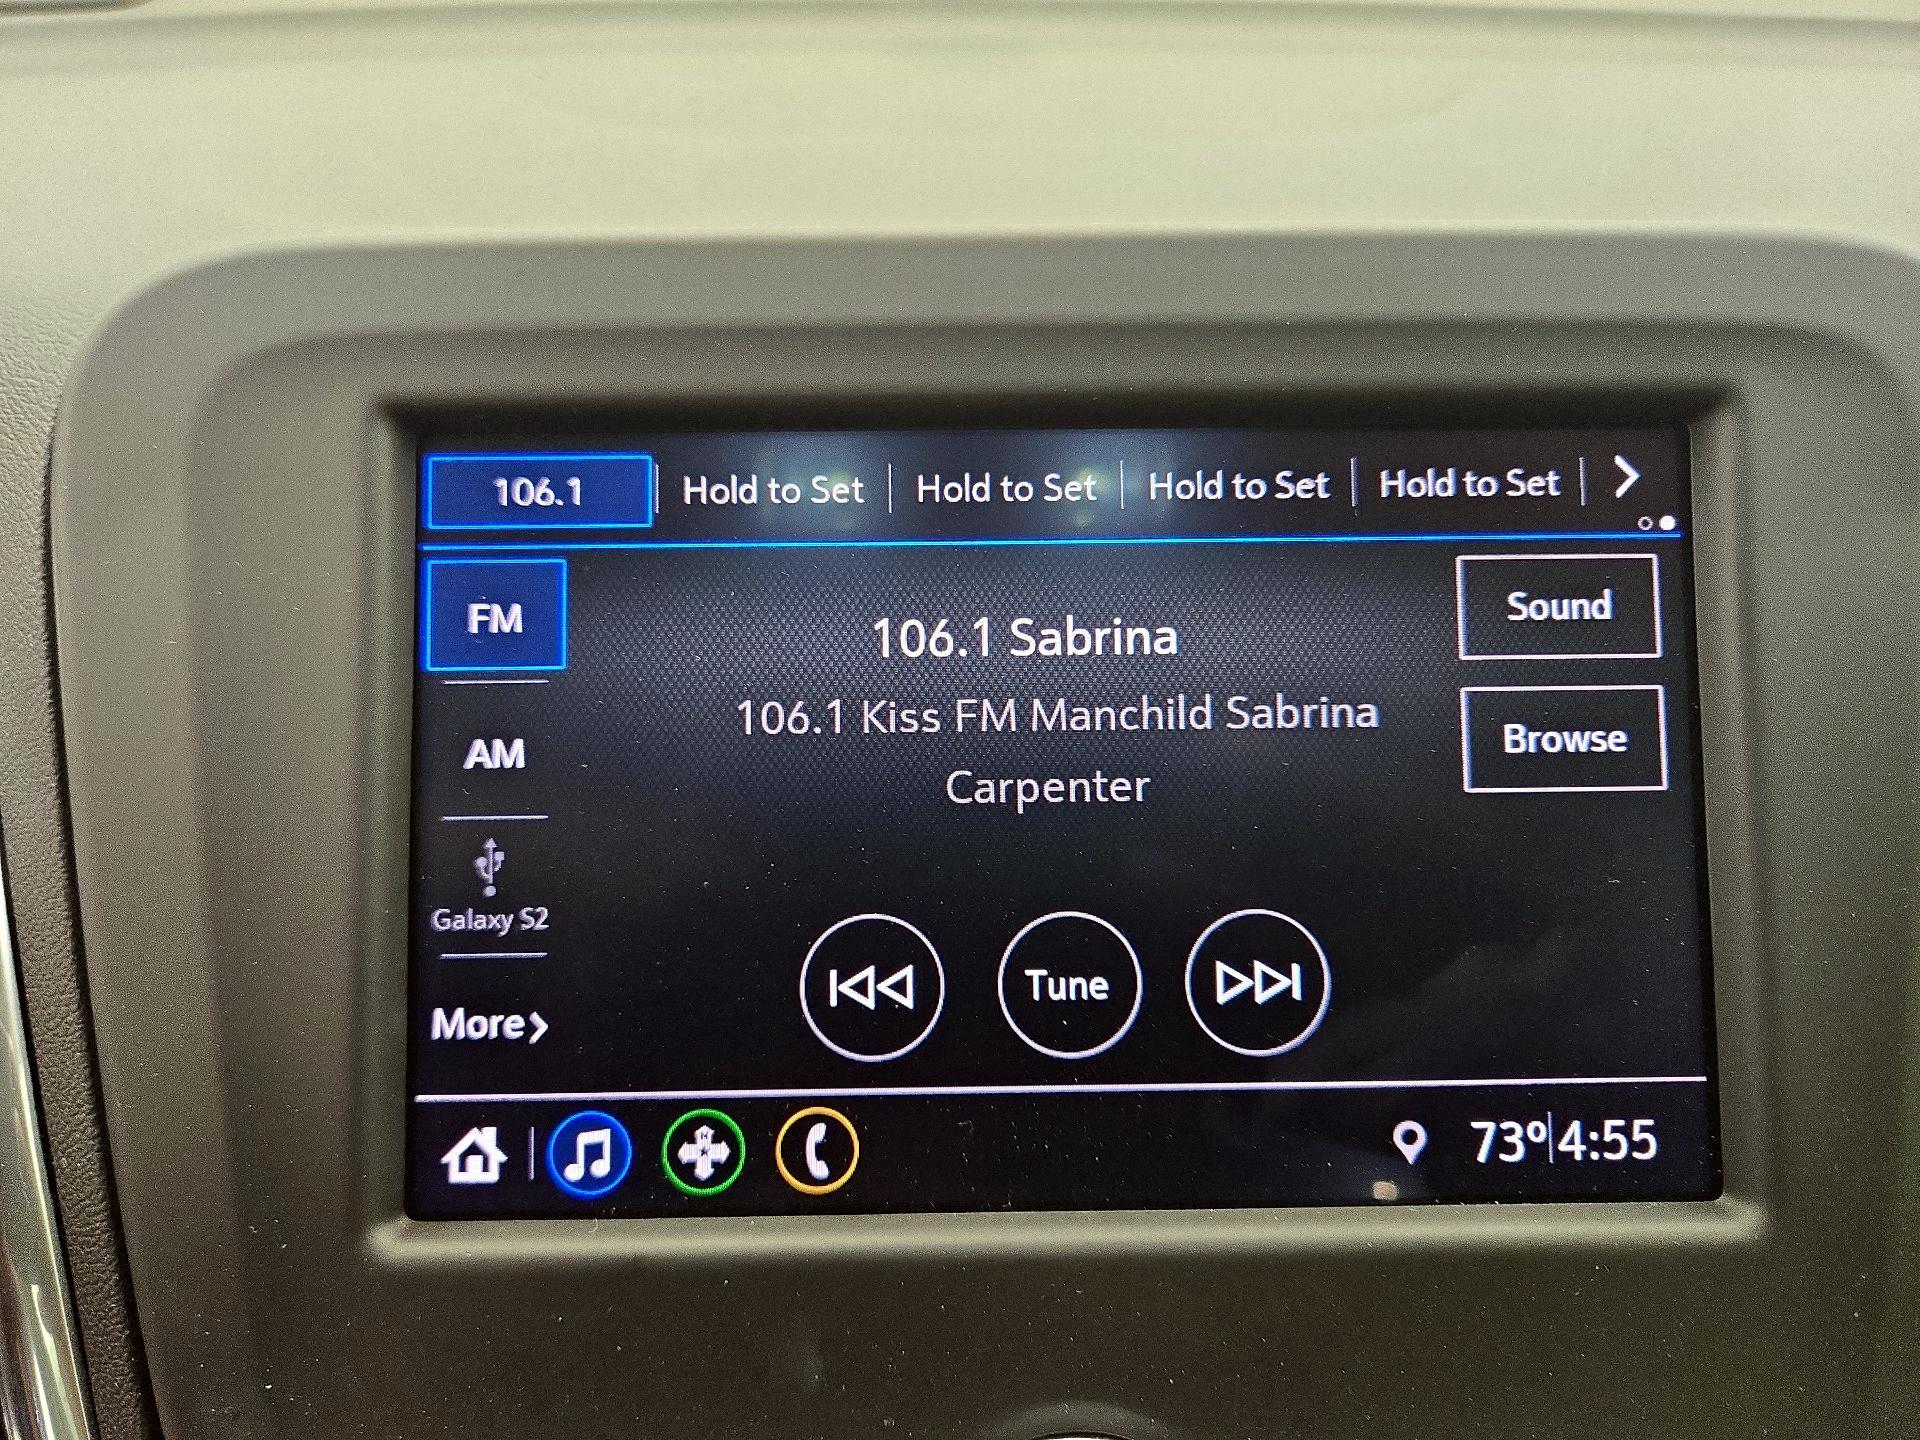 106.1 Hold to Set Hold to Set Hold to Set Hold to Set
FM
Sound
106.1 Sabrina
106.1 Kiss FM Manchild Sabrina
Carpenter
Browse
AM
Galaxy S2
Tune
More
73° 4:55